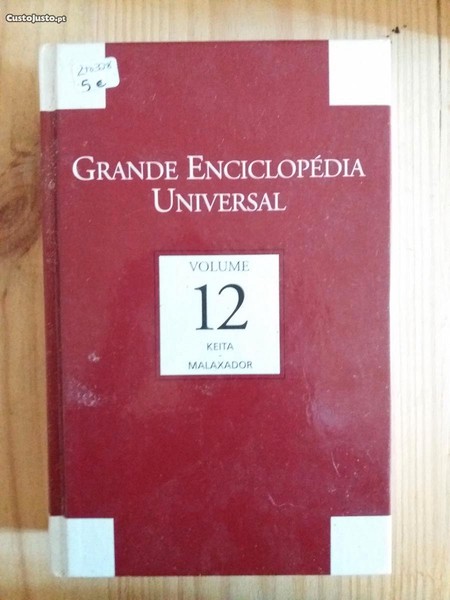 CustoJusto.pt
5 €
GRANDE ENCICLOPÉDIA
UNIVERSAL
VOLUME
12
KEITA
-
MALAXADOR